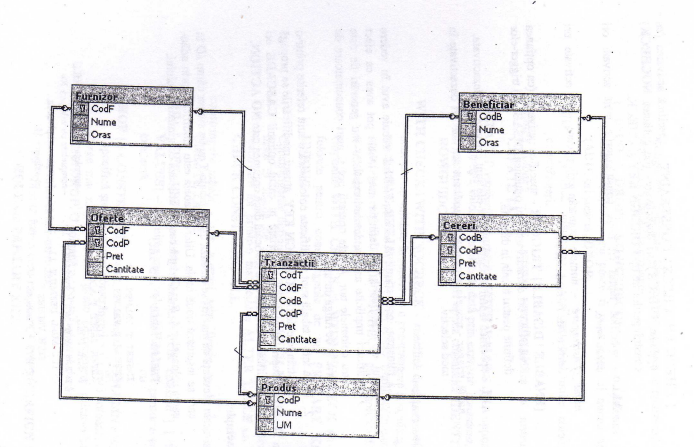 Furnizor
CodF
Nume
Oras
Beneficiar
CodB
Nume
Oras
Oferte
CodF
CodP
Pret
Cantitate
Cereri
CodB
CodP
Pret
Cantitate
Tranzactii
CodT
CodF
CodB
CodP
Pret
Cantitate
Produs
CodP
Nume
UM